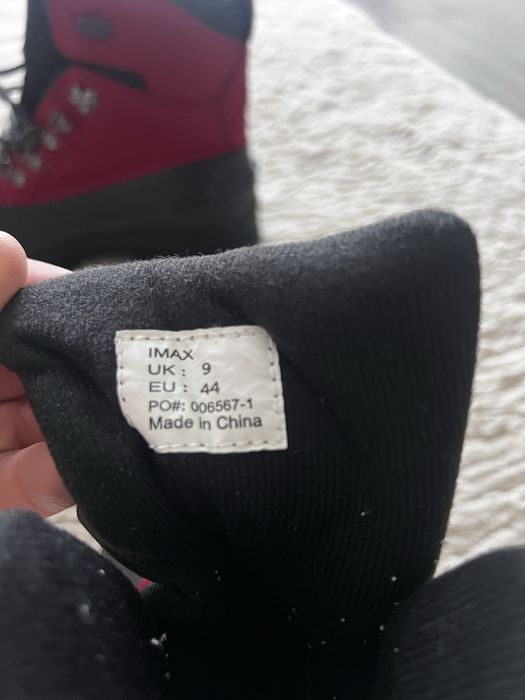 IMAX
UK : 9
EU : 44
PO#: 006567-1
Made in China